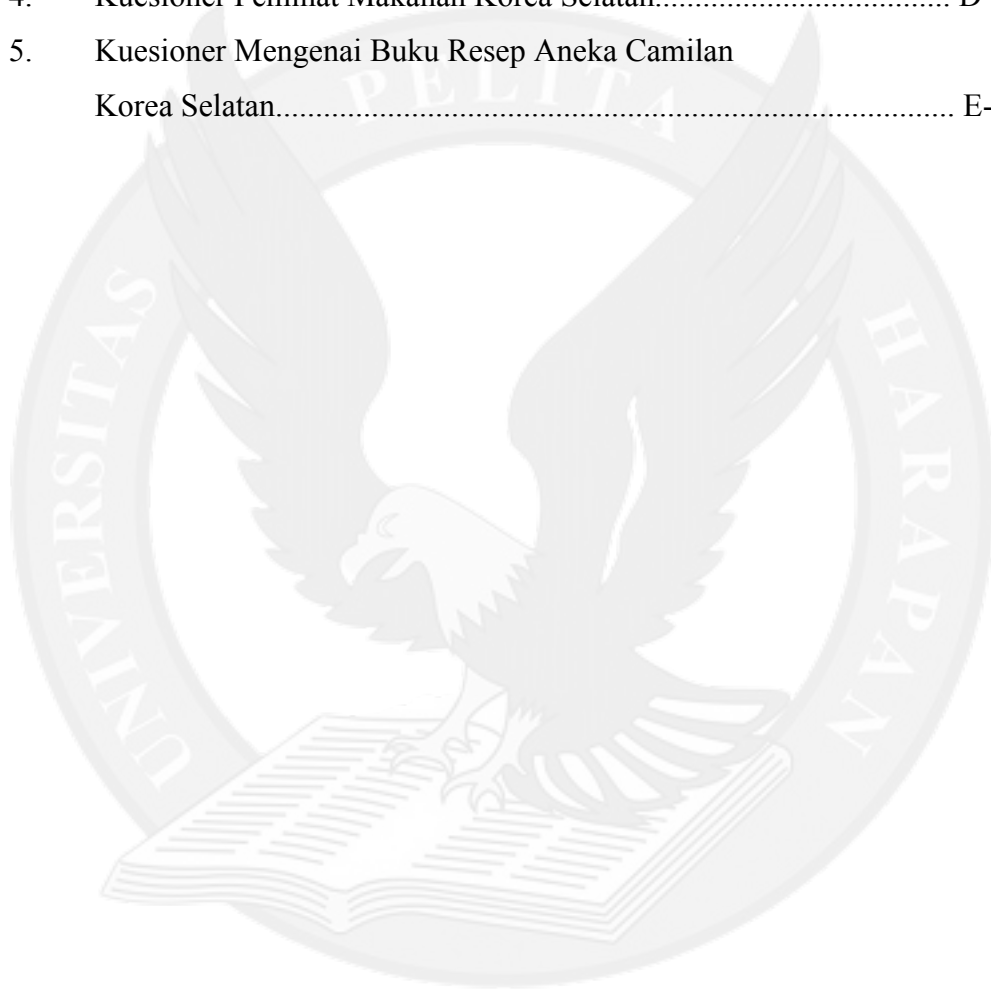 4. Kuesioner Peminat Makanan Korea Selatan..................................... D
5. Kuesioner Mengenai Buku Resep Aneka Camilan
Korea Selatan..................................................................................... E-
UNIVERSITAS PELITA HARAPAN